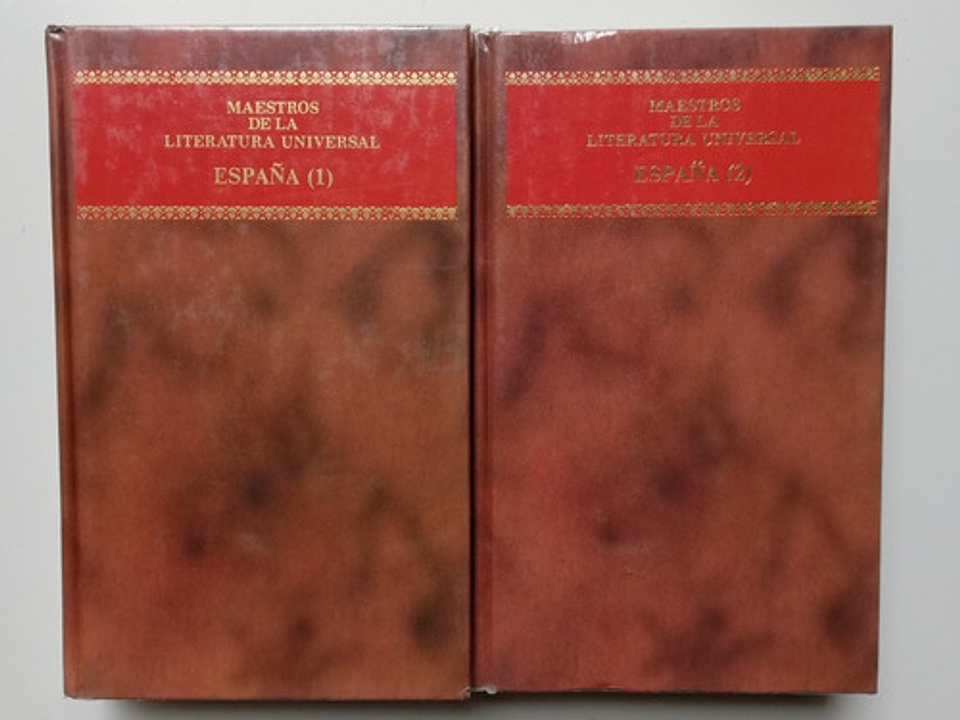 MAESTROS
DE LA
LITERATURA UNIVERSAL
ESPAÑA (1)
MAESTROS
DE LA
LITERATURA UNIVERSAL
ESPAÑA (2)